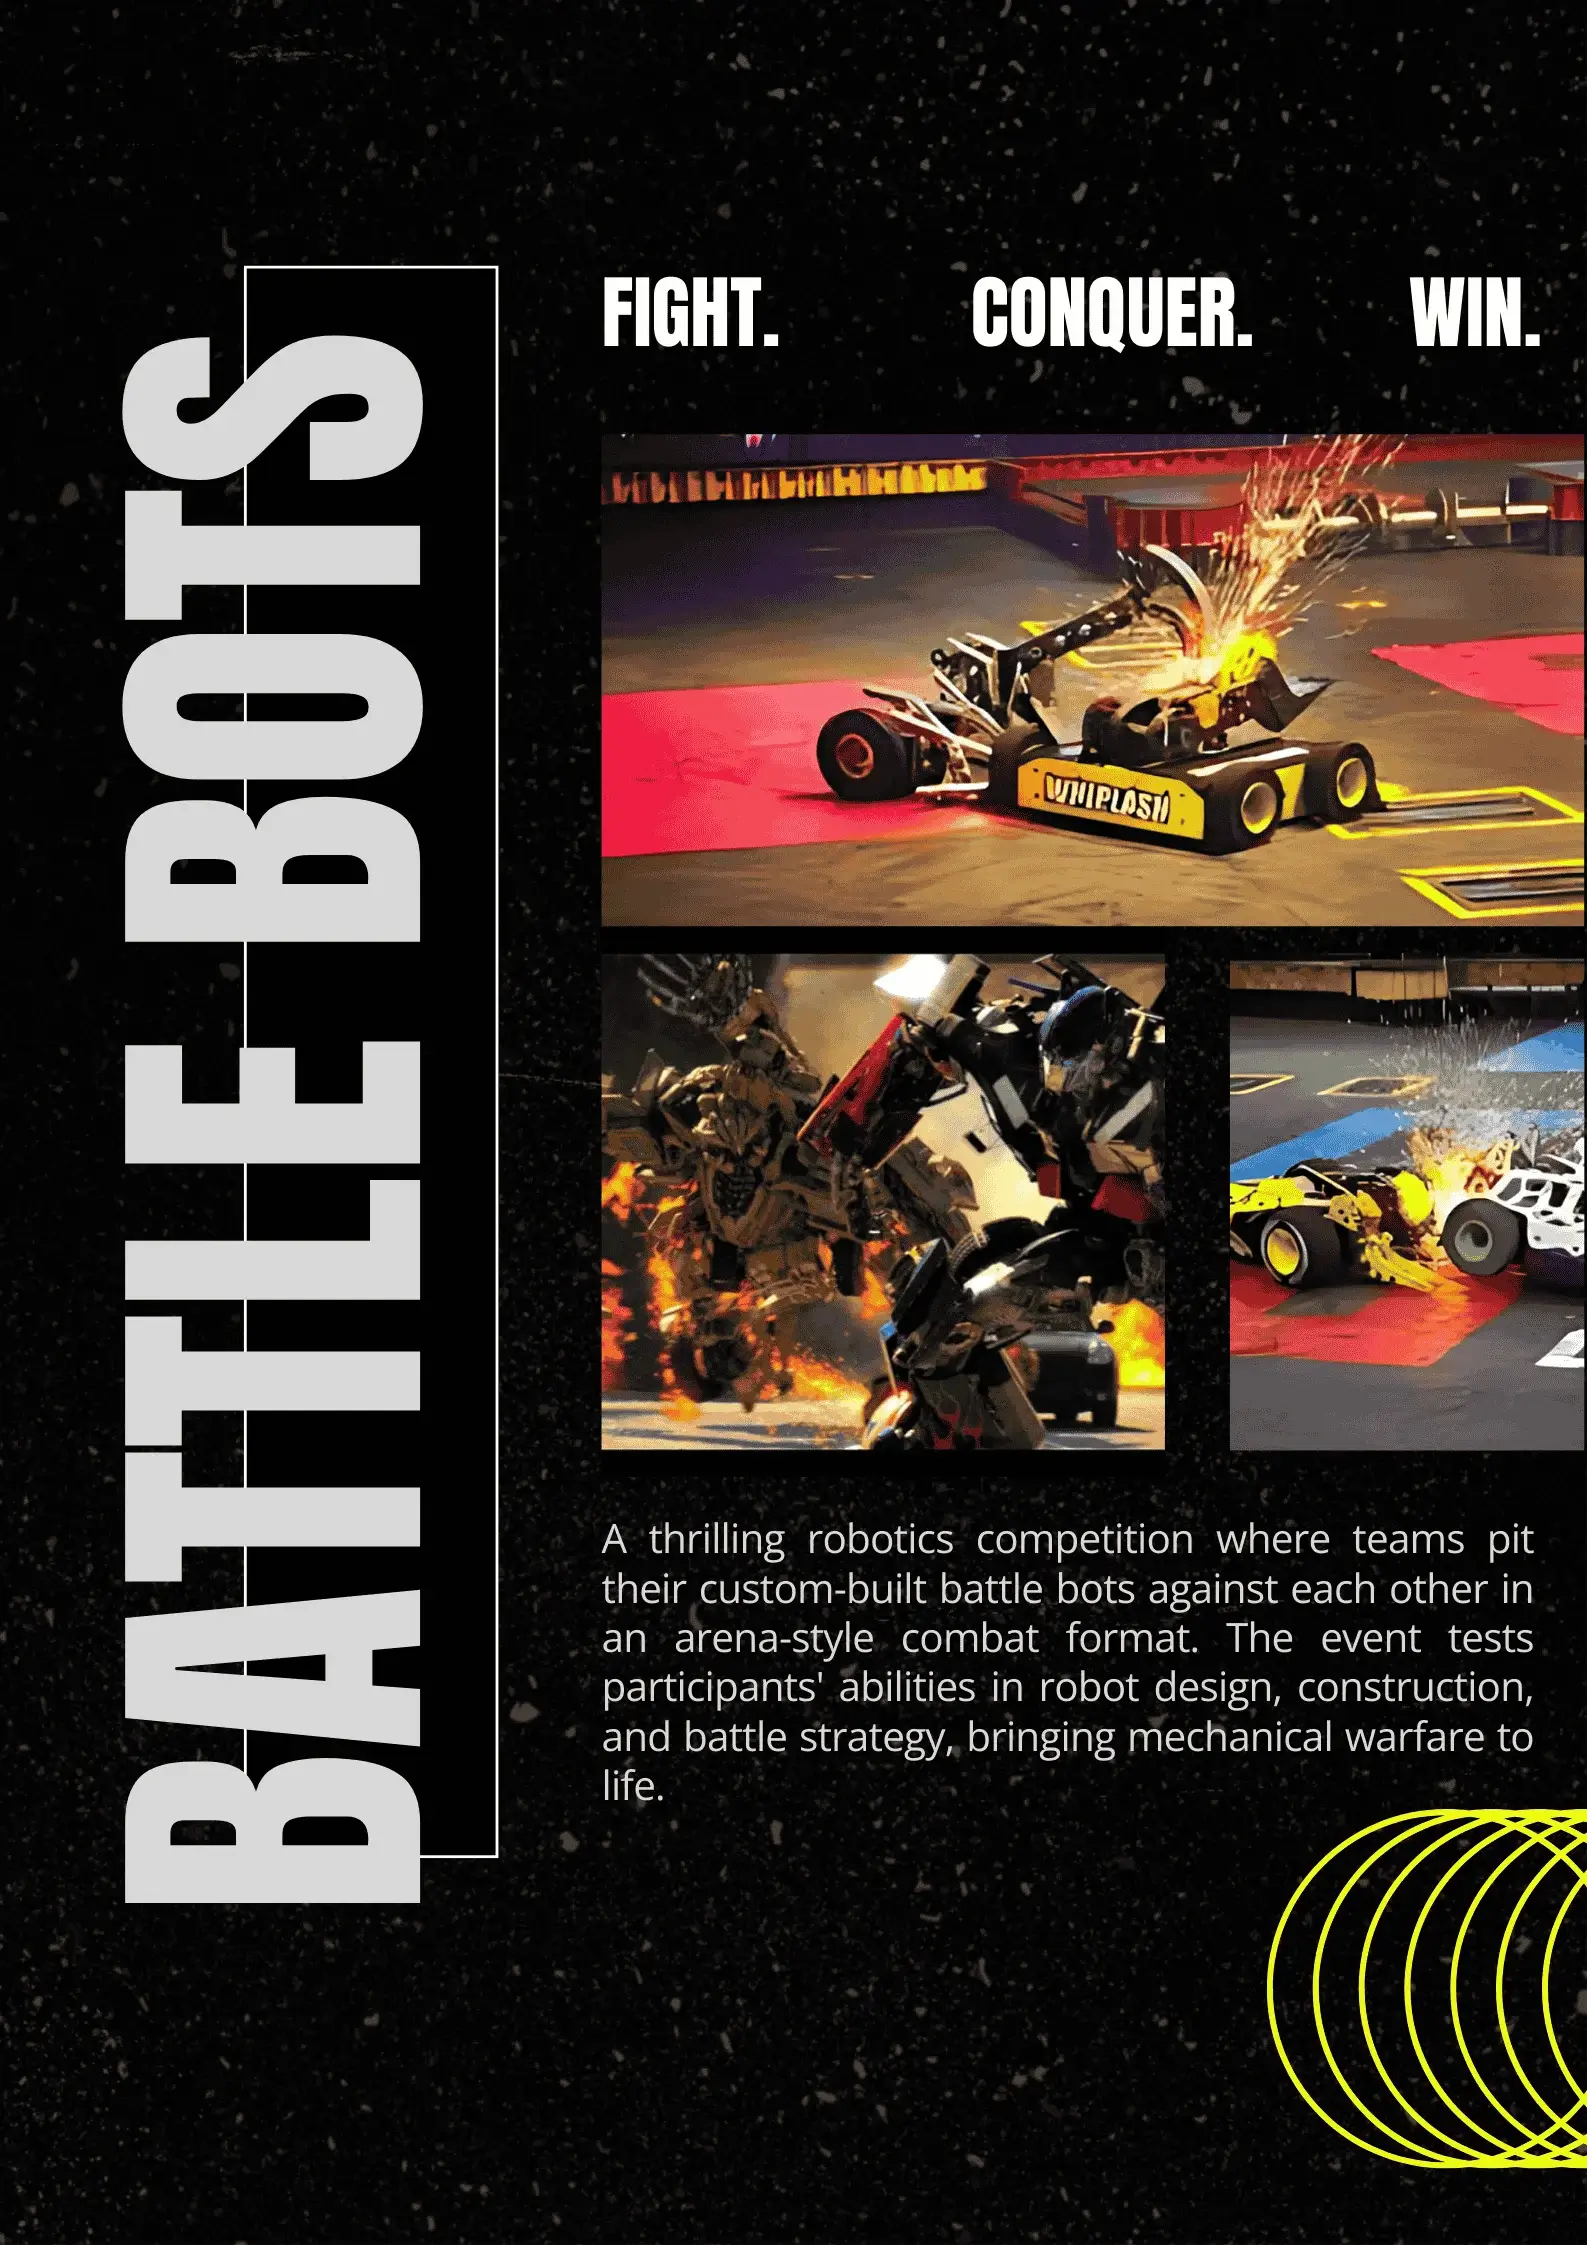 BATTLE BOTS
FIGHT. CONQUER. WIN.
WHIPLASH
A thrilling robotics competition where teams pit
their custom-built battle bots against each other in
an arena-style combat format. The event tests
participants' abilities in robot design, construction,
and battle strategy, bringing mechanical warfare to
life.